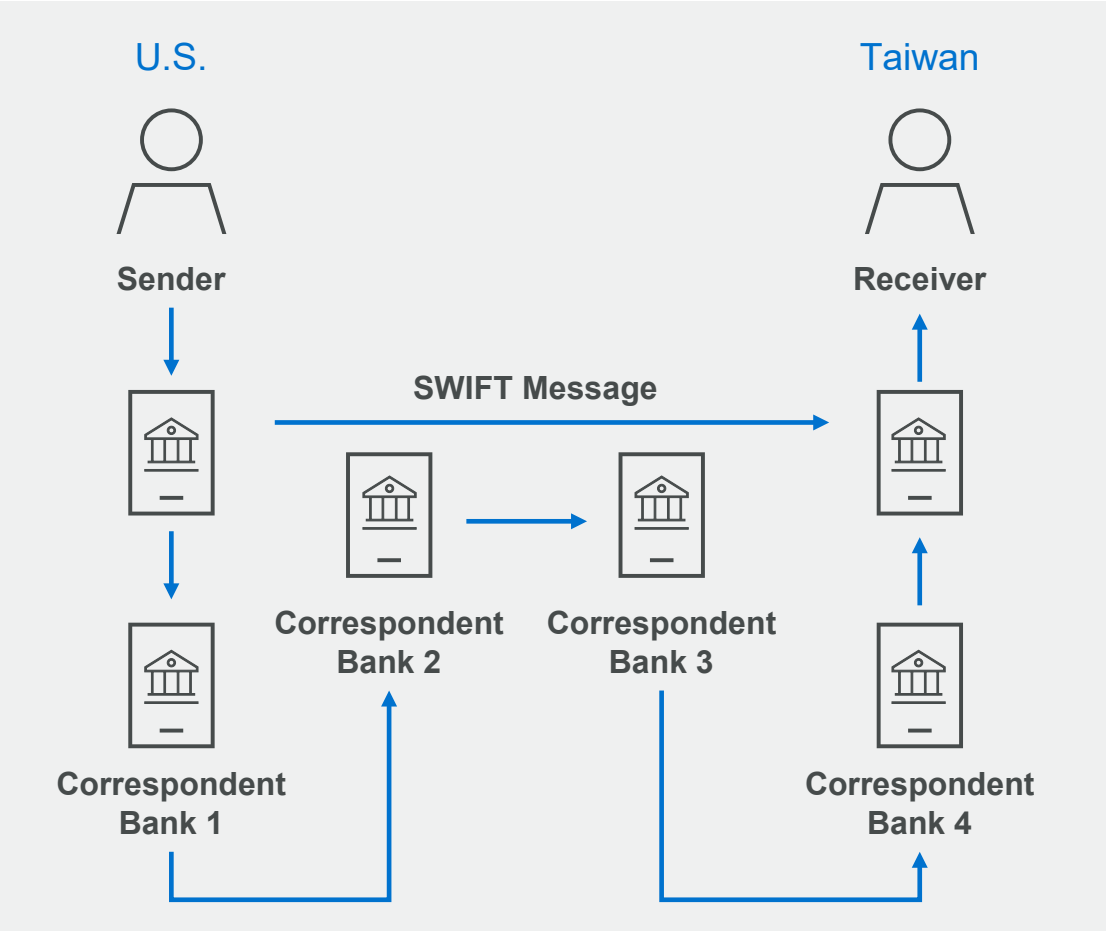 U.S.
Taiwan
Sender
Receiver
SWIFT Message
Correspondent
Bank 2
Correspondent
Bank 3
Correspondent
Bank 1
Correspondent
Bank 4